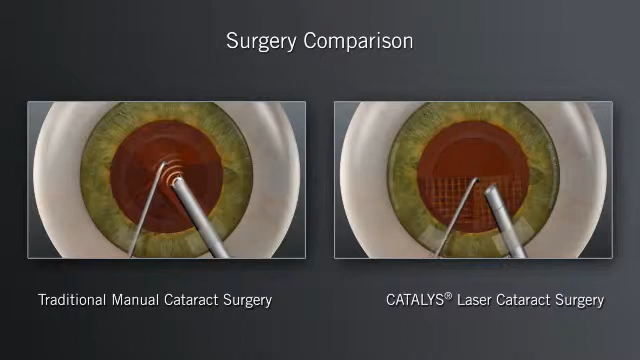 Surgery Comparison
Traditional Manual Cataract Surgery
CATALYS® Laser Cataract Surgery